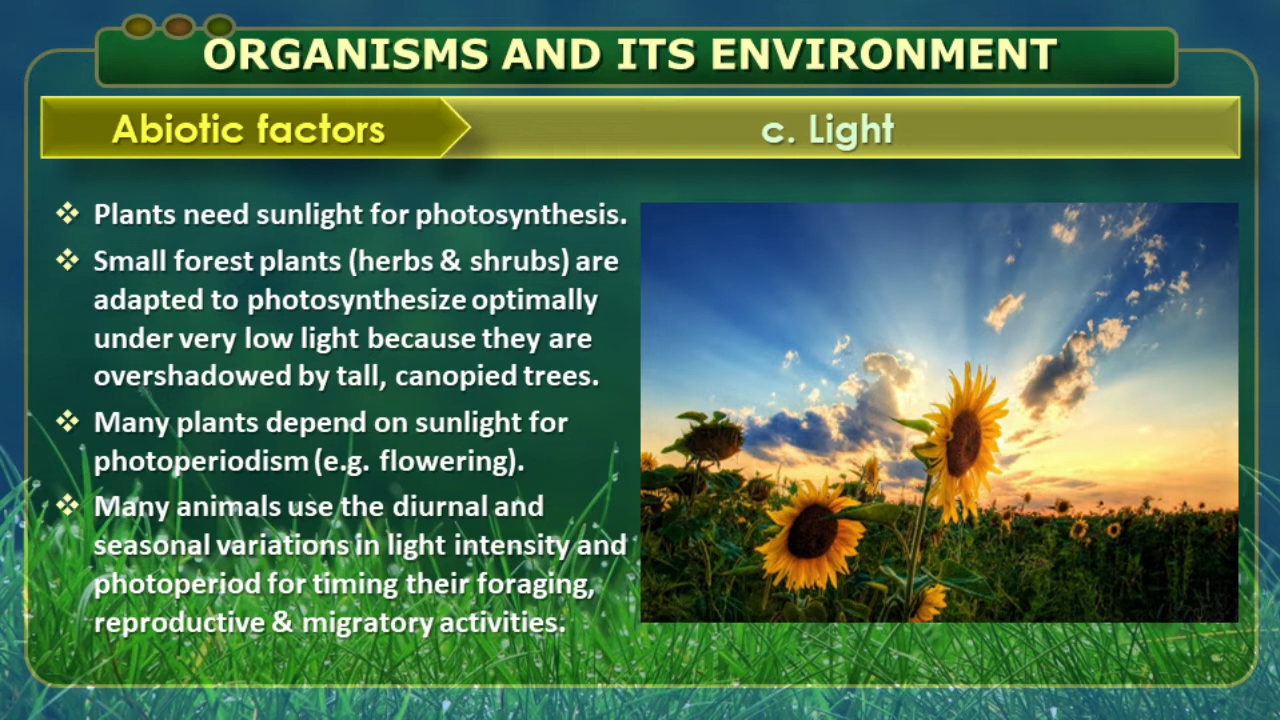 ORGANISMS AND ITS ENVIRONMENT
Abiotic factors
c. Light
❖ Plants need sunlight for photosynthesis.
❖ Small forest plants (herbs & shrubs) are
adapted to photosynthesize optimally
under very low light because they are
overshadowed by tall, canopied trees.
❖ Many plants depend on sunlight for
photoperiodism (e.g. flowering).
❖ Many animals use the diurnal and
seasonal variations in light intensity and
photoperiod for timing their foraging,
reproductive & migratory activities.